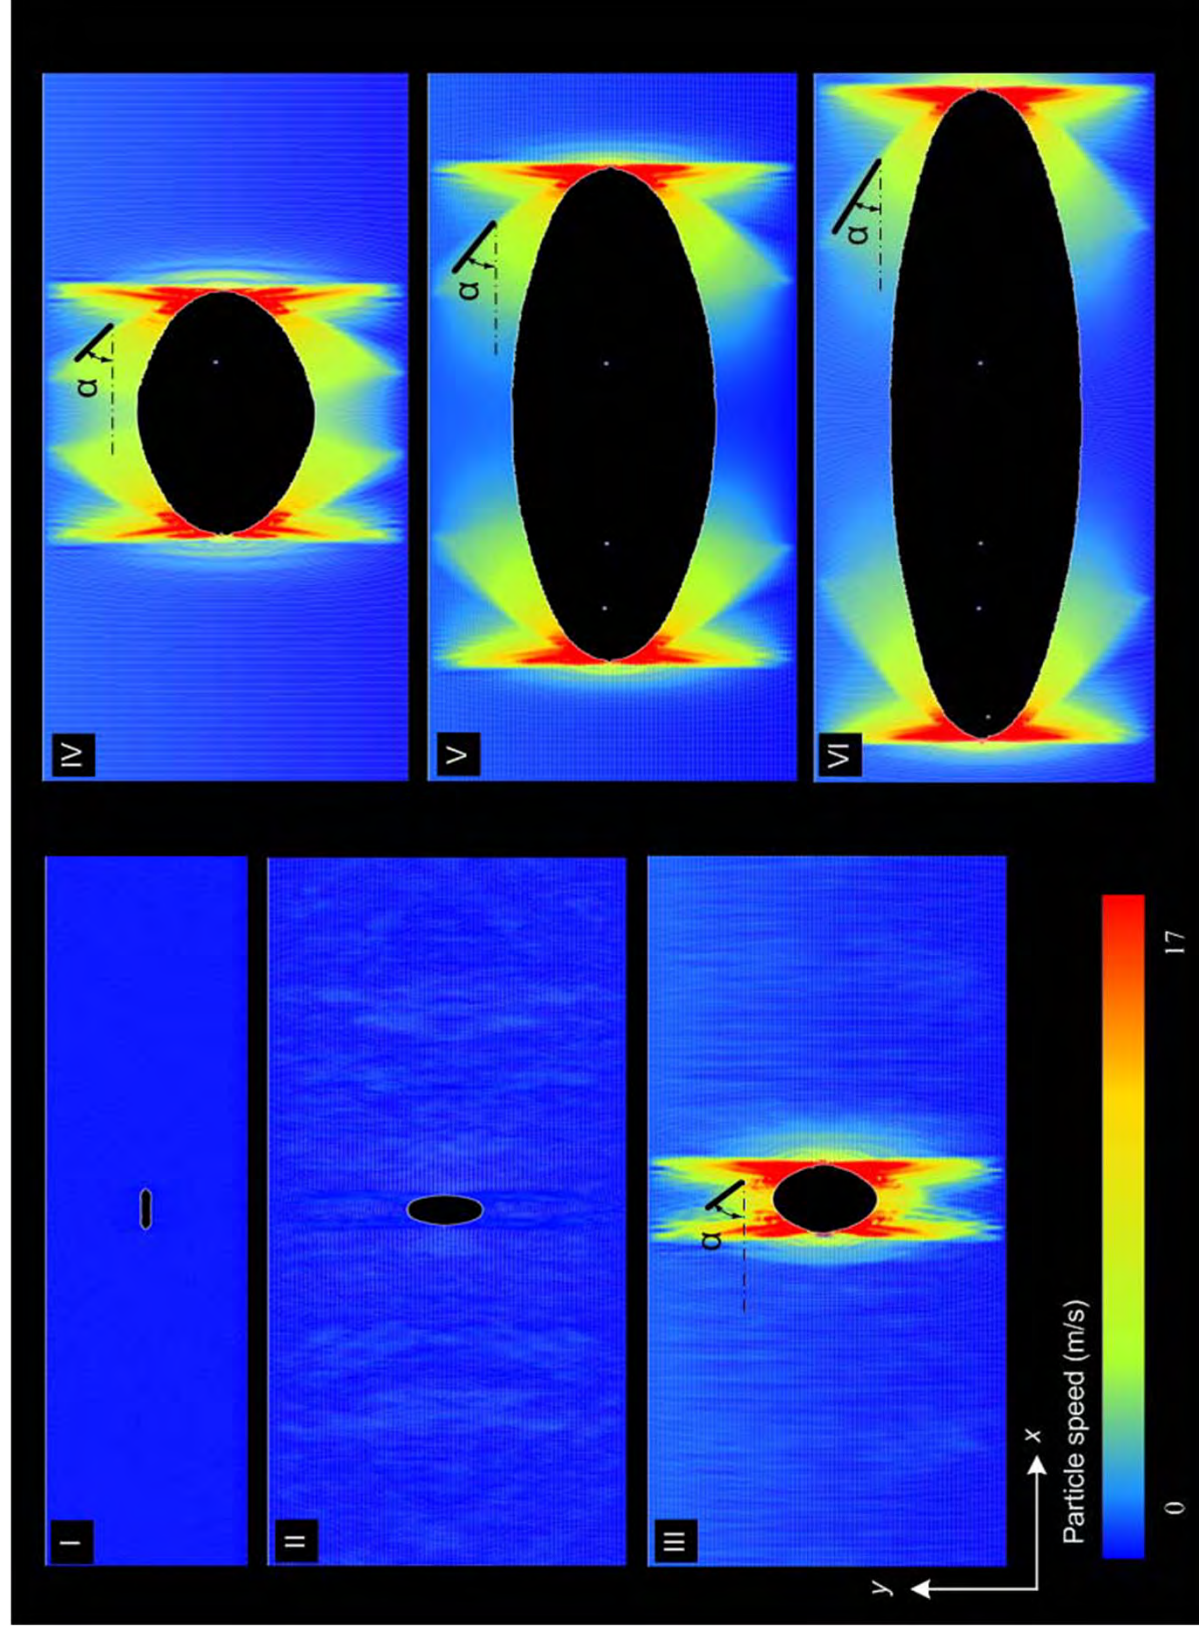 I
II
III
α
IV
α
V
α
VI
α
y
x
Particle speed (m/s)
0
17